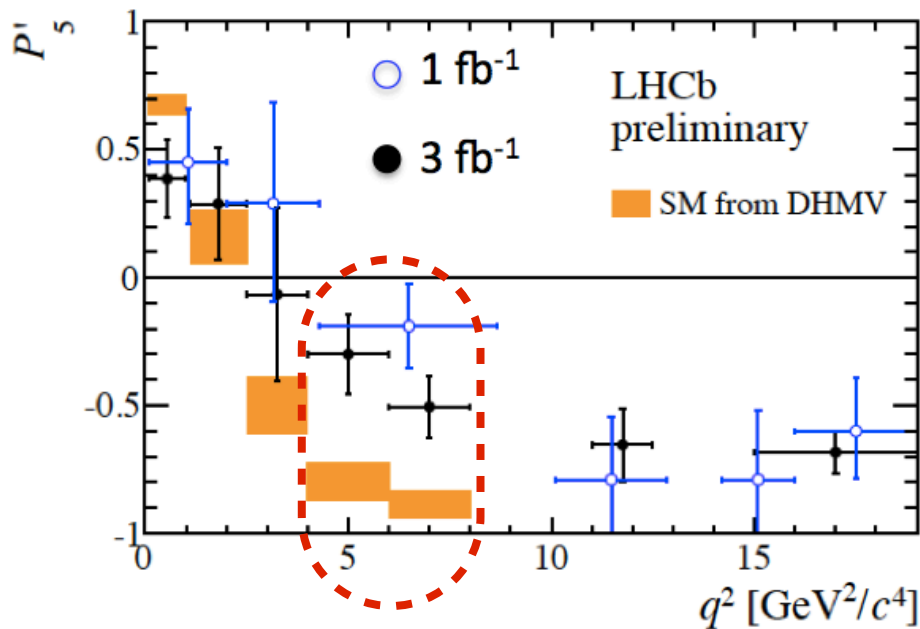 P'5
1
0.5
0
-0.5
-1
1 fb-1
3 fb-1
LHCb
preliminary
SM from DHMV
0 5 10 15
q² [GeV²/c⁴]